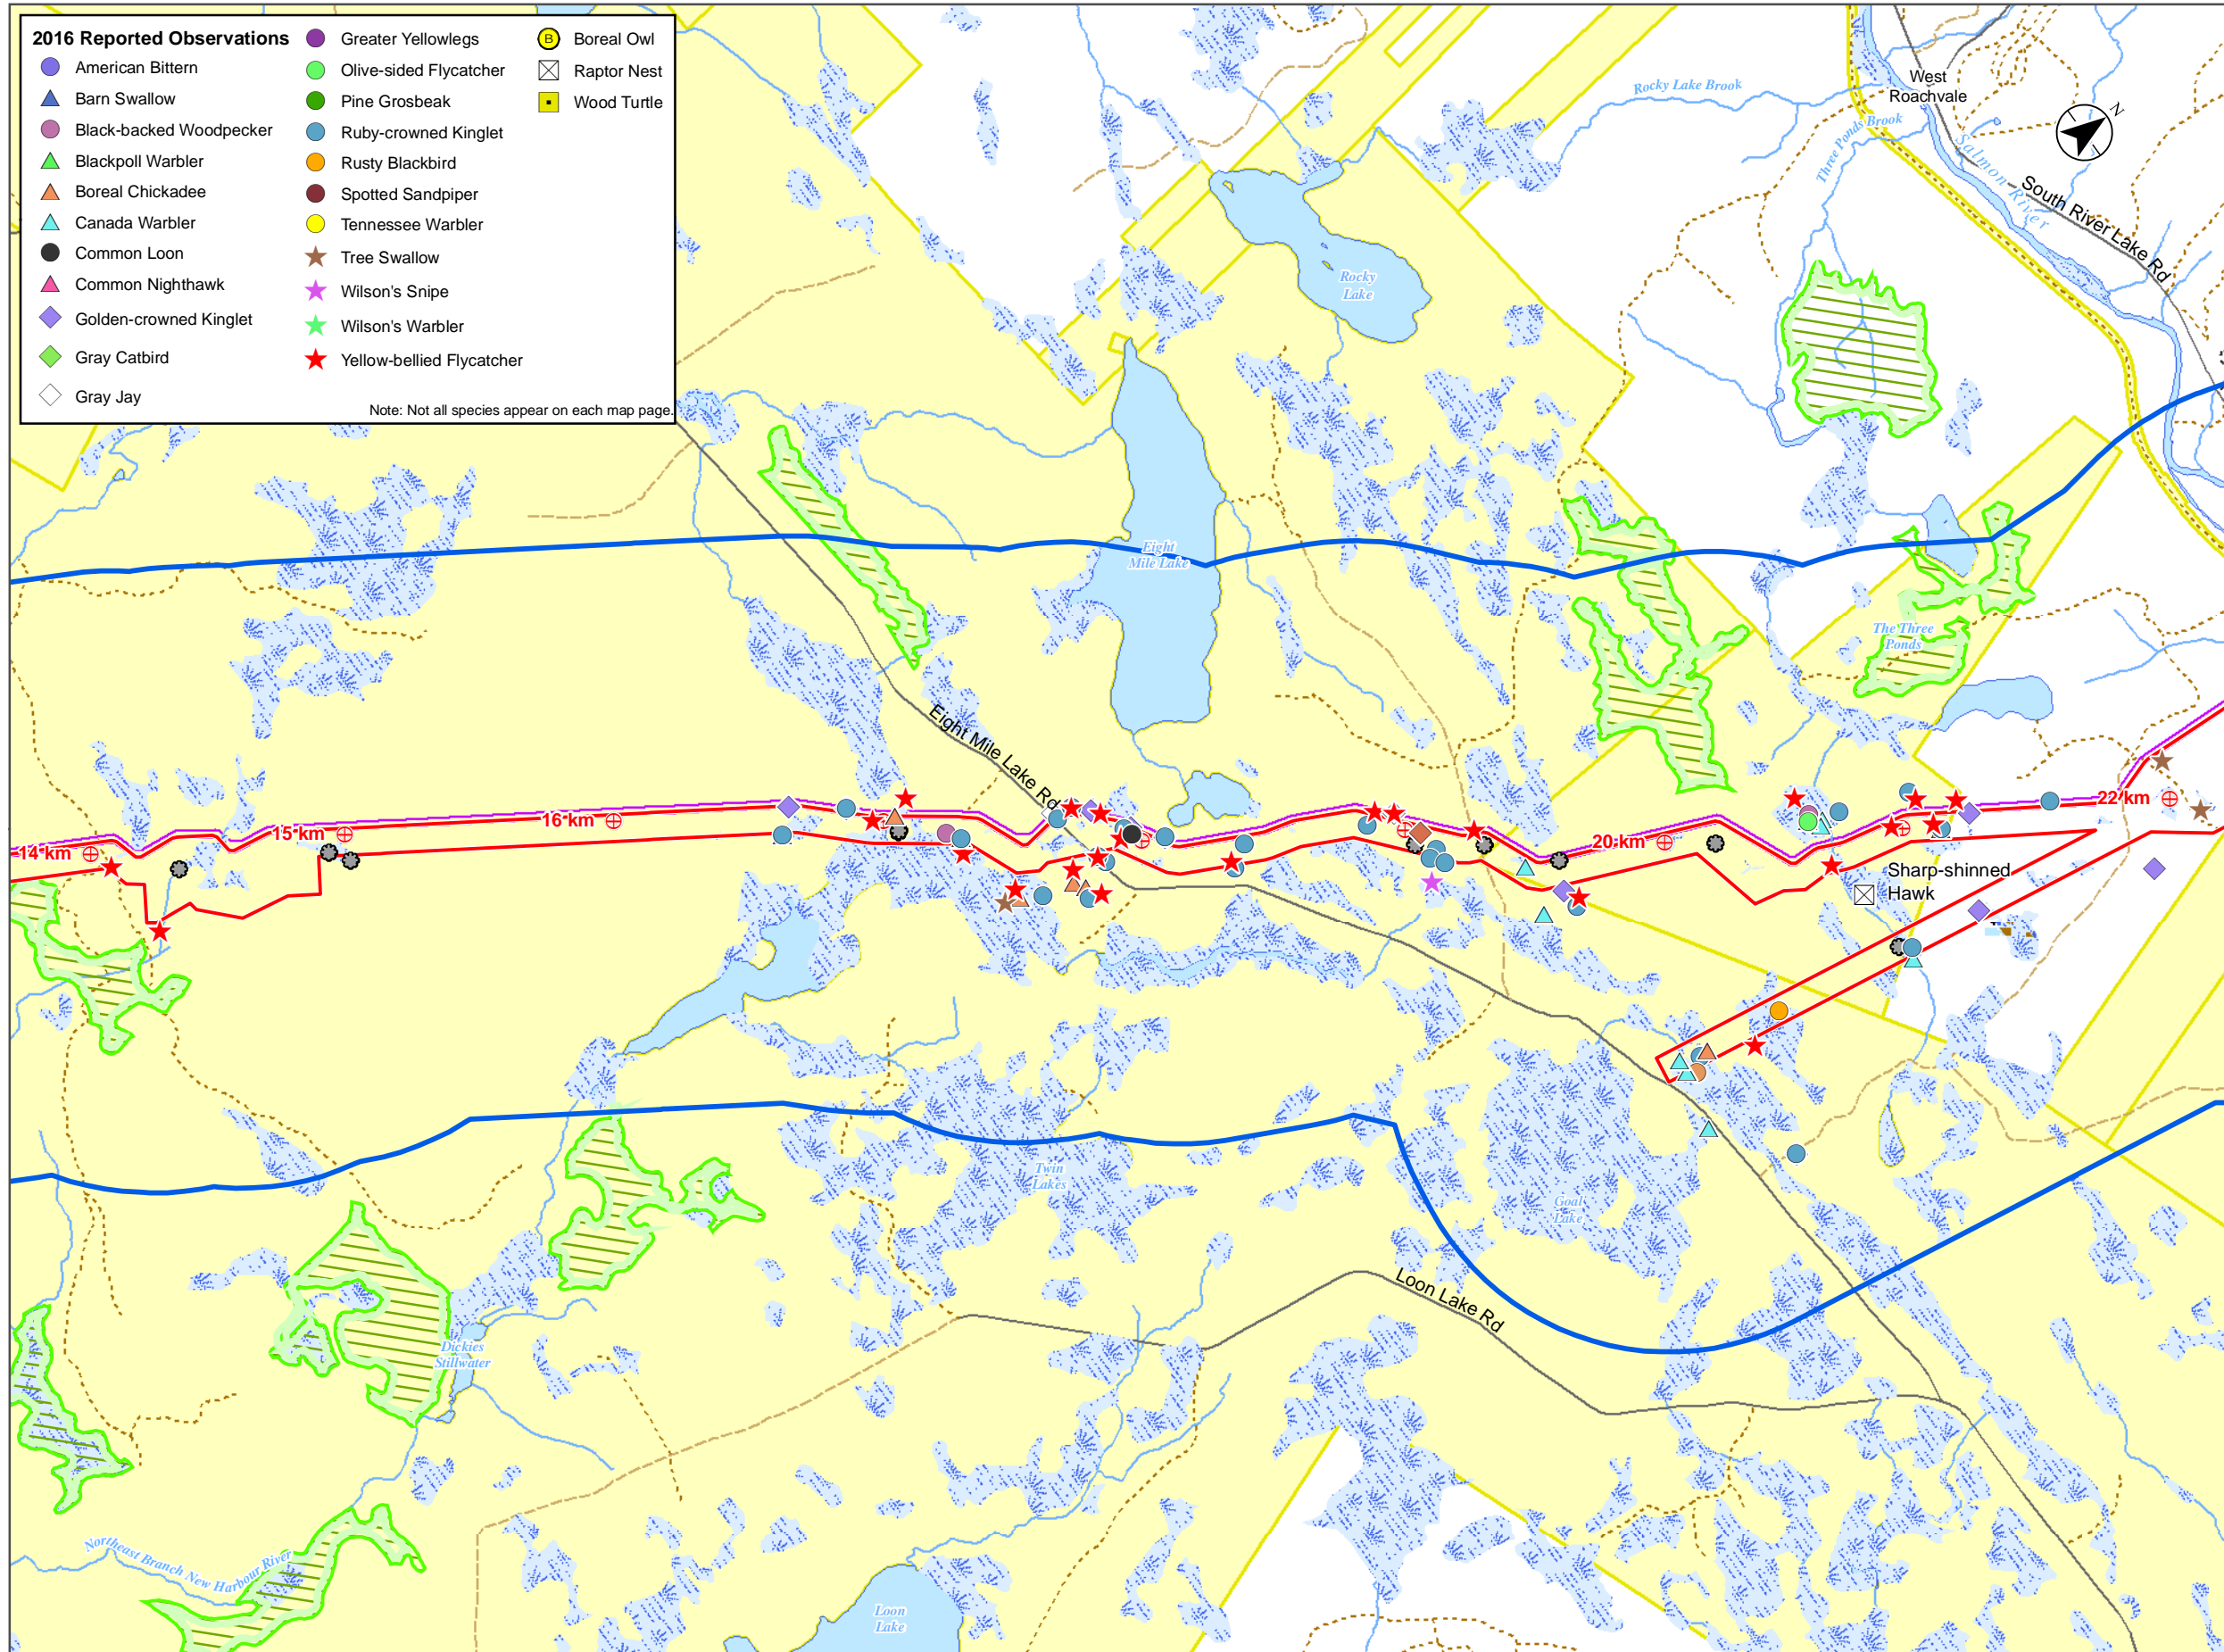 2016 Reported Observations
American Bittern
Barn Swallow
Black-backed Woodpecker
Blackpoll Warbler
Boreal Chickadee
Canada Warbler
Common Loon
Common Nighthawk
Golden-crowned Kinglet
Gray Catbird
Gray Jay
Greater Yellowlegs
Olive-sided Flycatcher
Pine Grosbeak
Ruby-crowned Kinglet
Rusty Blackbird
Spotted Sandpiper
Tennessee Warbler
Tree Swallow
Wilson's Snipe
Wilson's Warbler
Yellow-bellied Flycatcher
B
Boreal Owl
Raptor Nest
Wood Turtle
Note: Not all species appear on each map page.
West
Roachvale
N
Rocky Lake Brook
Three Ponds Brook
Salmon River
South River Lake Rd
Rocky
Lake
Eight
Mile Lake
The Three
Ponds
Eight Mile Lake Rd
14 km
15 km
16 km
20 km
22 km
Sharp-shinned
Hawk
Twin
Lakes
Goal
Lake
Loon Lake Rd
Dickies
Stillwater
Northeast Branch New Harbour River
Loon
Lake